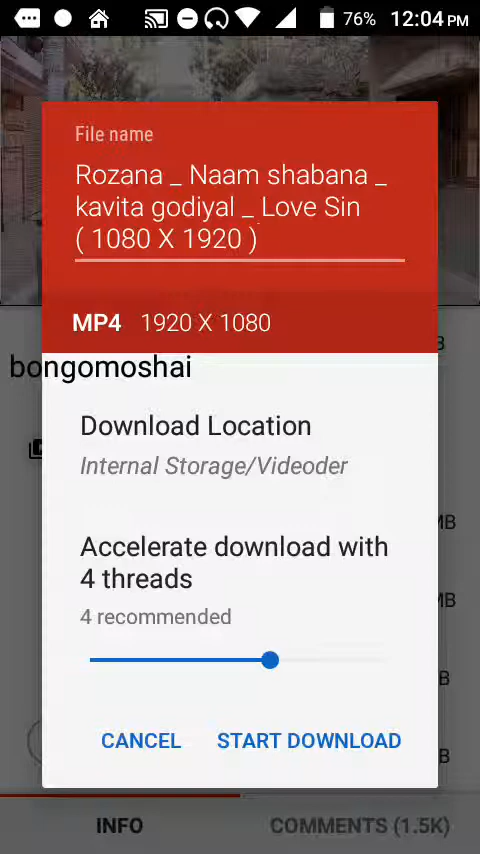 76% 12:04 PM
File name
Rozana _ Naam shabana _
kavita godiyal _ Love Sin
( 1080 X 1920 )
MP4 1920 X 1080
B
bongomoshai
Download Location
Internal Storage/Videoder
MB
Accelerate download with
4 threads
MB
4 recommended
B
CANCEL START DOWNLOAD
B
INFO COMMENTS (1.5K)